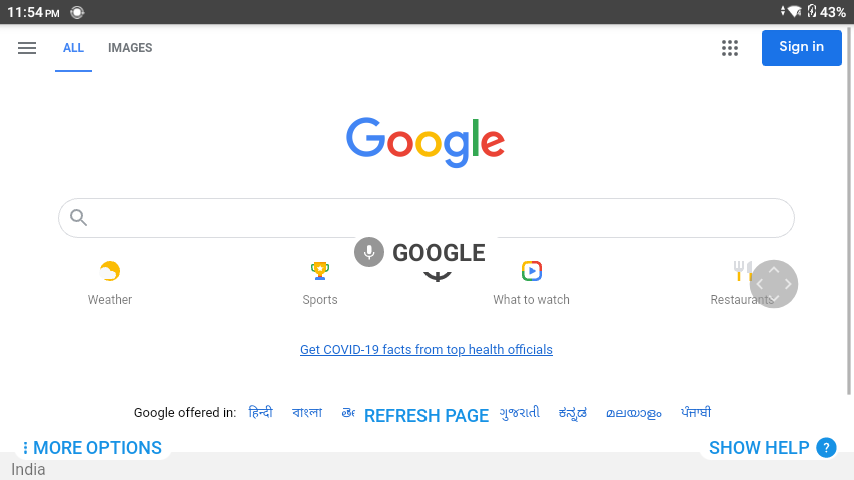 11:54 PM
43%
ALL IMAGES
Sign in
Google
GOOGLE
Weather Sports What to watch Restaurants
Get COVID-19 facts from top health officials
Google offered in: हिन्दी বাংলা REFRESH PAGE ગુજરાતી ಕನ್ನಡ മലയാളം ਪੰਜਾਬੀ
MORE OPTIONS
SHOW HELP ?
India